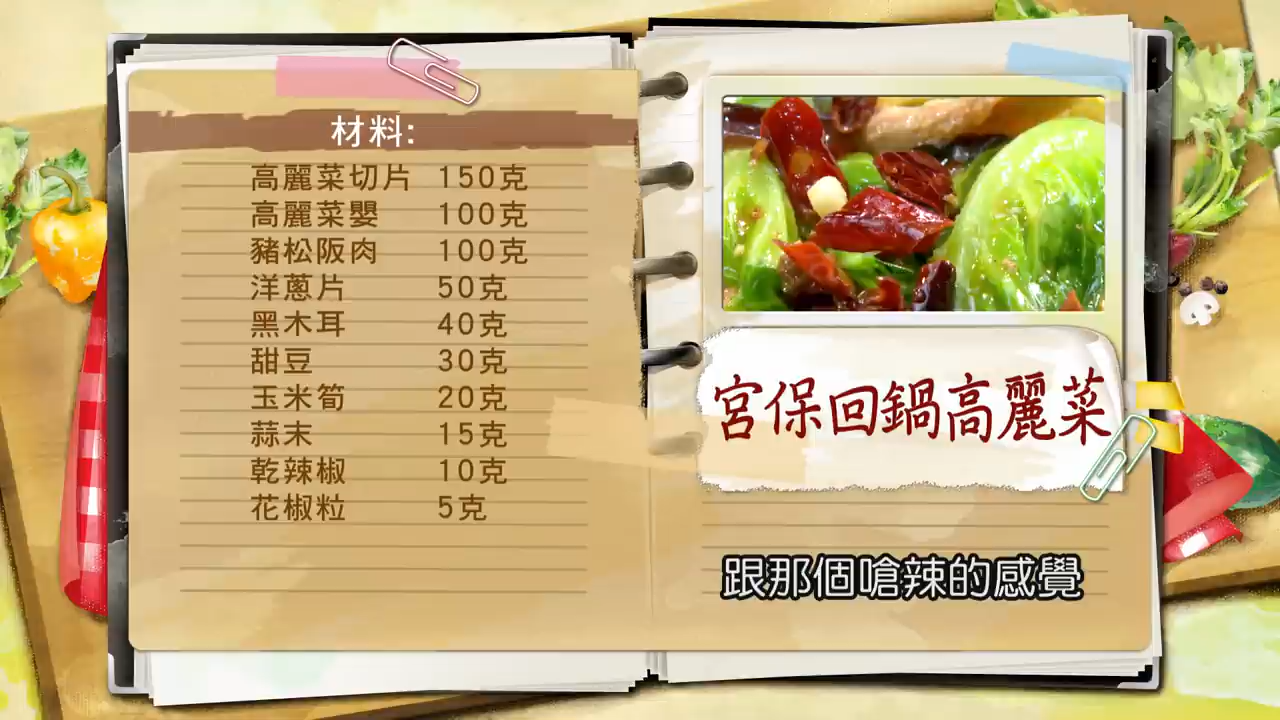 材料:
高麗菜切片 150克
高麗菜嬰 100克
豬松阪肉 100克
洋蔥片 50克
黑木耳 40克
甜豆 30克
玉米筍 20克
蒜末 15克
乾辣椒 10克
花椒粒 5克
宮保回鍋高麗菜
跟那個嗆辣的感覺